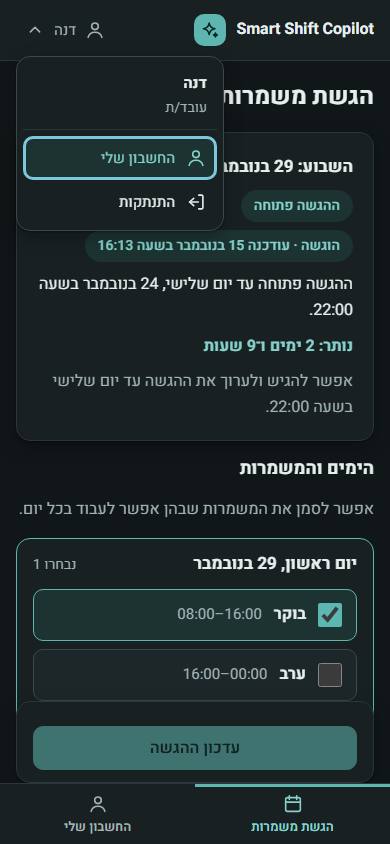 Smart Shift Copilot
דנה
דנה
עובד/ת
החשבון שלי
התנתקות
הגשת משמרות
השבוע: 29 בנובמבר
ההגשה פתוחה
הוגשה · עודכנה 15 בנובמבר בשעה 16:13
ההגשה פתוחה עד יום שלישי, 24 בנובמבר בשעה
22:00.
נותר: 2 ימים ו־9 שעות
אפשר להגיש ולערוך את ההגשה עד יום שלישי
בשעה 22:00.
הימים והמשמרות
אפשר לסמן את המשמרות שבהן אפשר לעבוד בכל יום.
יום ראשון, 29 בנובמבר
נבחרו 1
בוקר 08:00–16:00
ערב 16:00–00:00
עדכון ההגשה
הגשת משמרות
החשבון שלי